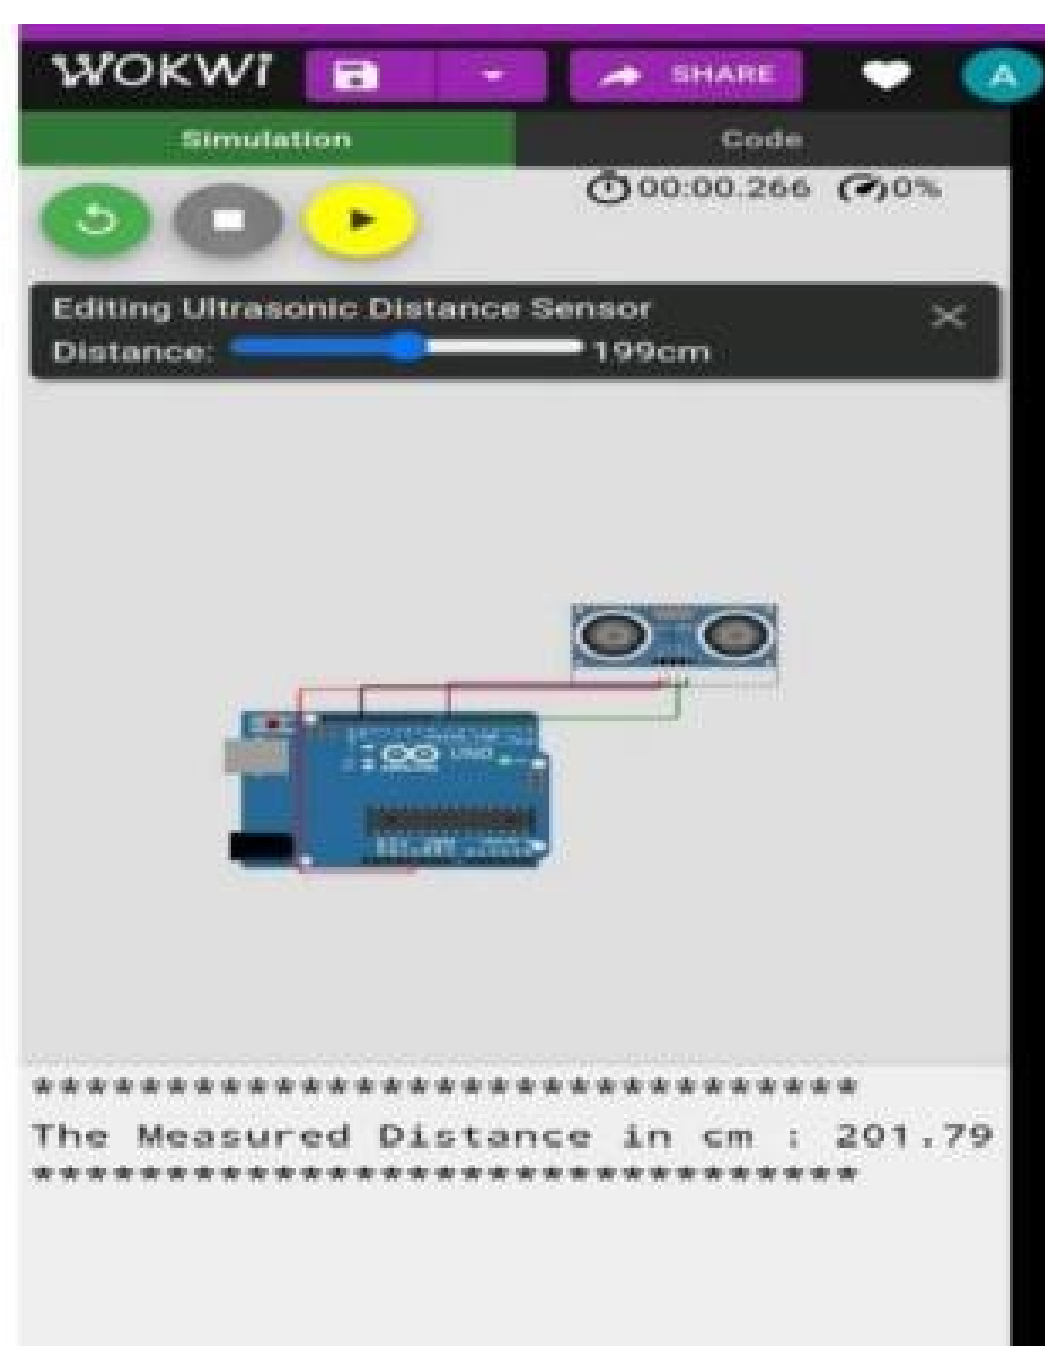 WOKWI
SHARE
A
Simulation
Code
00:00.266
0%
Editing Ultrasonic Distance Sensor
Distance:
199cm
UNO
*******************************
The Measured Distance in cm : 201.79
*******************************